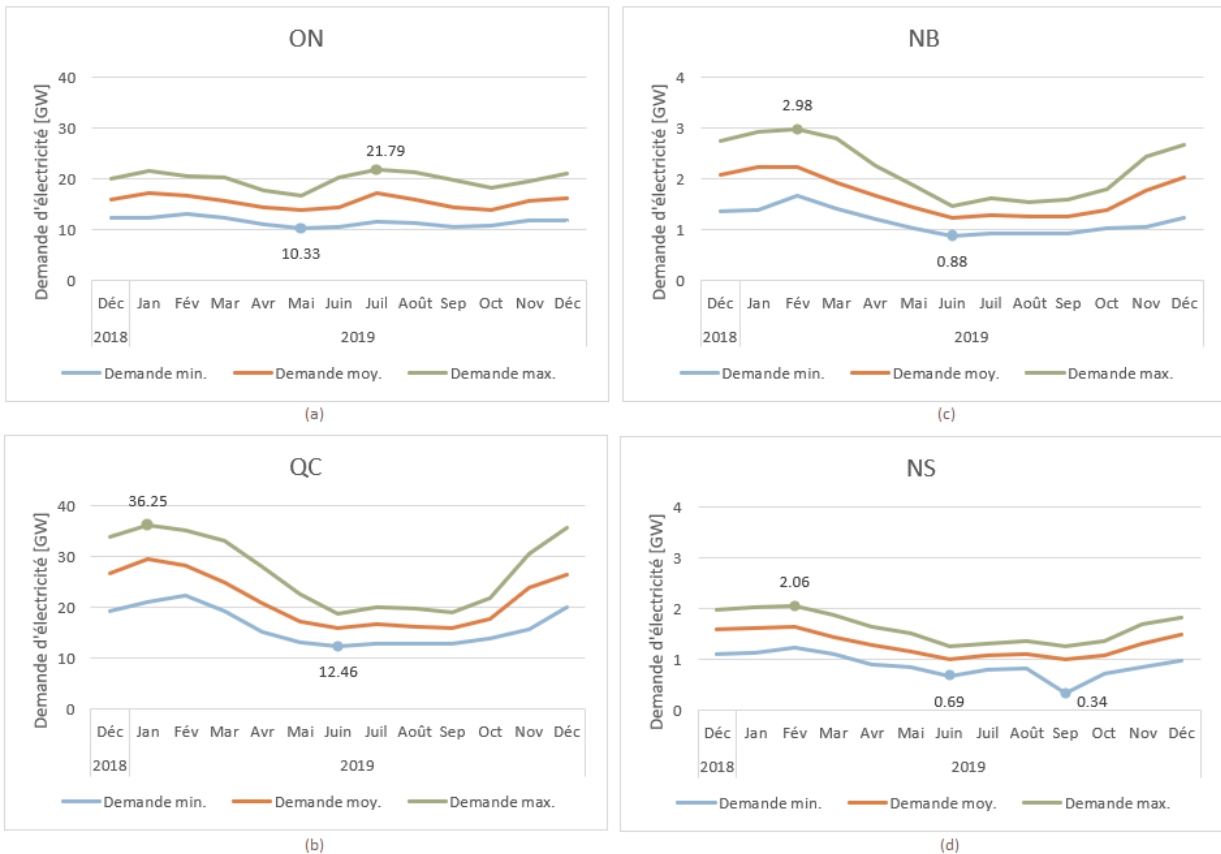 ON
Demande d'électricité [GW]
40
30
20
10
0
21.79
10.33
Déc Jan Fév Mar Avr Mai Juin Juil Août Sep Oct Nov Déc
2018 2019
Demande min. Demande moy. Demande max.
(a)
NB
Demande d'électricité [GW]
4
3
2
1
0
2.98
0.88
Déc Jan Fév Mar Avr Mai Juin Juil Août Sep Oct Nov Déc
2018 2019
Demande min. Demande moy. Demande max.
(c)
QC
Demande d'électricité [GW]
40
30
20
10
0
36.25
12.46
Déc Jan Fév Mar Avr Mai Juin Juil Août Sep Oct Nov Déc
2018 2019
Demande min. Demande moy. Demande max.
(b)
NS
Demande d'électricité [GW]
4
3
2
1
0
2.06
0.69
0.34
Déc Jan Fév Mar Avr Mai Juin Juil Août Sep Oct Nov Déc
2018 2019
Demande min. Demande moy. Demande max.
(d)